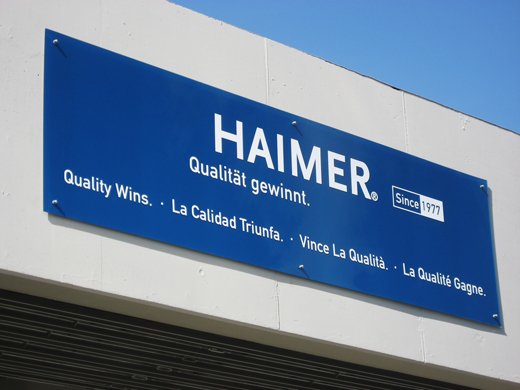 HAIMER®
Qualität gewinnt.
Since 1977
Quality Wins. · La Calidad Triunfa. · Vince La Qualità. · La Qualité Gagne.